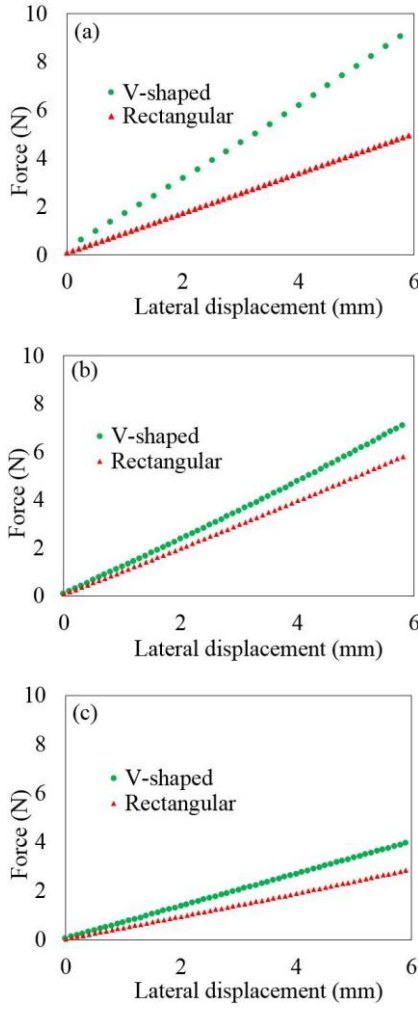 (a)
10
8
6
4
2
0
Force (N)
V-shaped
Rectangular
0 2 4 6
Lateral displacement (mm)
(b)
10
8
6
4
2
0
Force (N)
V-shaped
Rectangular
0 2 4 6
Lateral displacement (mm)
(c)
10
8
6
4
2
0
Force (N)
V-shaped
Rectangular
0 2 4 6
Lateral displacement (mm)